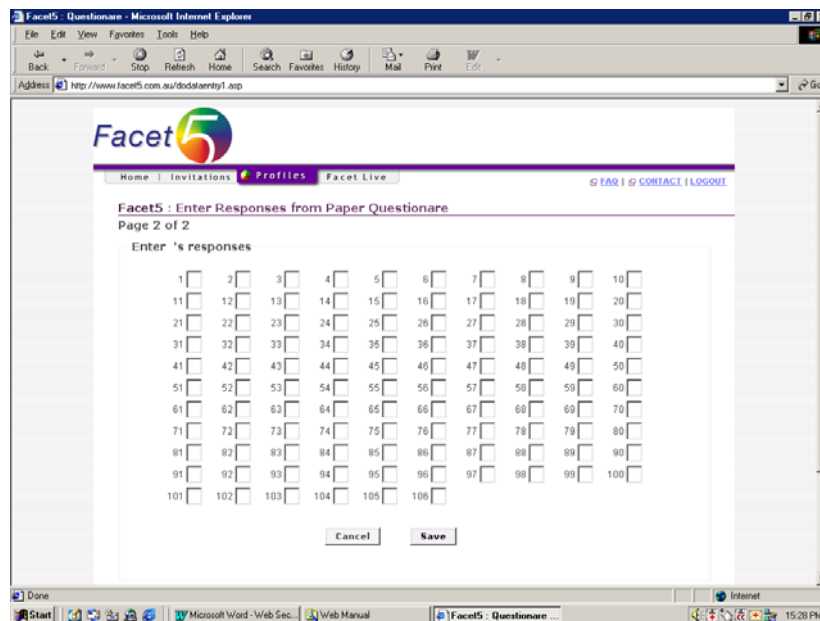 Facet5 : Questionare - Microsoft Internet Explorer
File Edit View Favorites Tools Help
Back Forward Stop Refresh Home Search Favorites History Mail Print Edit
Address http://www.facet5.com.au/dodataentry1.asp Go
Facet5
Home | Invitations Profiles Facet Live
FAQ | CONTACT | LOGOUT
Facet5 : Enter Responses from Paper Questionare
Page 2 of 2
Enter 's responses
1 2 3 4 5 6 7 8 9 10
11 12 13 14 15 16 17 18 19 20
21 22 23 24 25 26 27 28 29 30
31 32 33 34 35 36 37 38 39 40
41 42 43 44 45 46 47 48 49 50
51 52 53 54 55 56 57 58 59 60
61 62 63 64 65 66 67 68 69 70
71 72 73 74 75 76 77 78 79 80
81 82 83 84 85 86 87 88 89 90
91 92 93 94 95 96 97 98 99 100
101 102 103 104 105 106
Cancel Save
Done Internet
Start Microsoft Word - Web Sec... Web Manual Facet5 : Questionare ... 15:28 PM